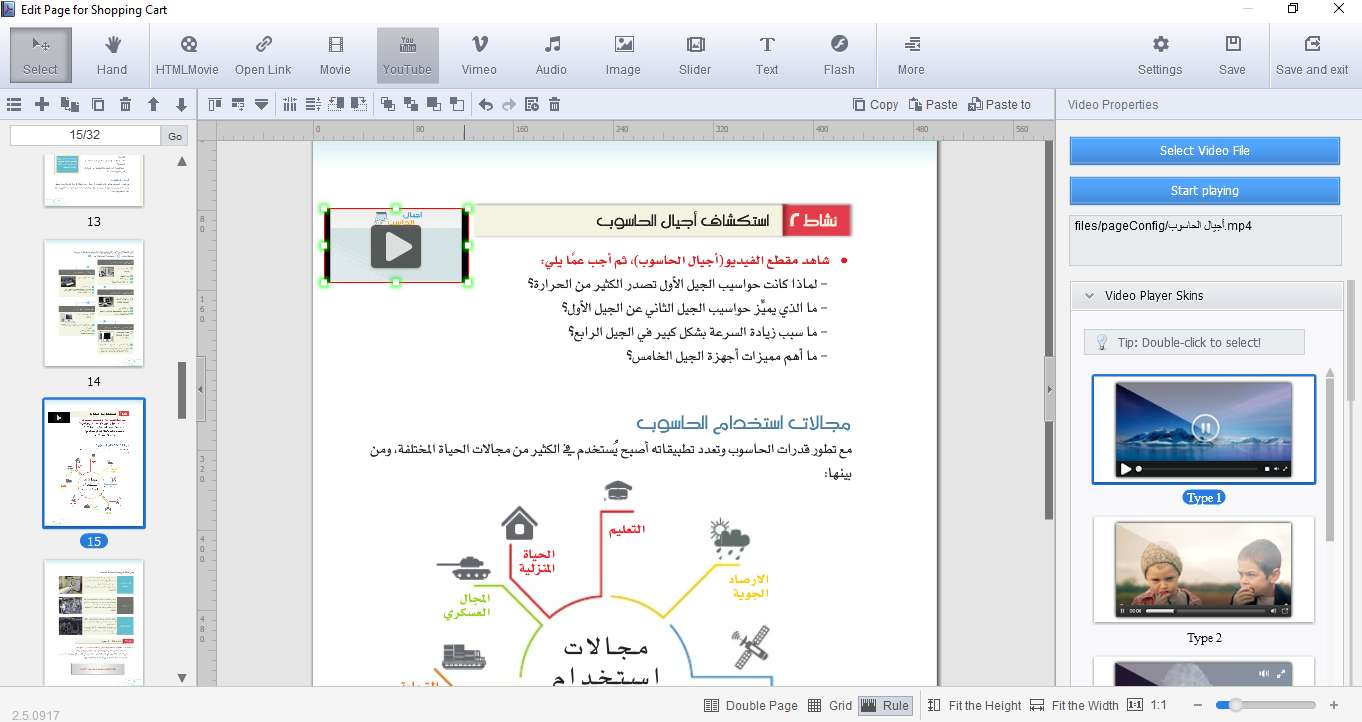 Edit Page for Shopping Cart
Select
Hand
HTMLMovie
Open Link
Movie
YouTube
Vimeo
Audio
Image
Slider
Text
Flash
More
Settings
Save
Save and exit
Copy
Paste
Paste to
Video Properties
15/32
Go
0 80 160 240 320 400 480 560
13
14
15
نشاط ٢
استكشاف أجيال الحاسوب
أجيال
• شاهد مقطع الفيديو(أجيال الحاسوب)، ثم أجب عمَّا يلي:
- لماذا كانت حواسيب الجيل الأول تصدر الكثير من الحرارة؟
- ما الذي يميِّز حواسيب الجيل الثاني عن الجيل الأول؟
- ما سبب زيادة السرعة بشكل كبير في الجيل الرابع؟
- ما أهم مميزات أجهزة الجيل الخامس؟
مجالات استخدام الحاسوب
مع تطور قدرات الحاسوب وتعدد تطبيقاته أصبح يُستخدم في الكثير من مجالات الحياة المختلفة، ومن
بينها:
التعليم
الحياة
المنزلية
الارصاد
الجوية
المجال
العسكري
مجالات
استخدام
Select Video File
Start playing
files/pageConfig/أجيال الحاسوب.mp4
Video Player Skins
Tip: Double-click to select!
Type 1
00:08
Type 2
2.5.0917
Double Page
Grid
Rule
Fit the Height
Fit the Width
1:1
1:1